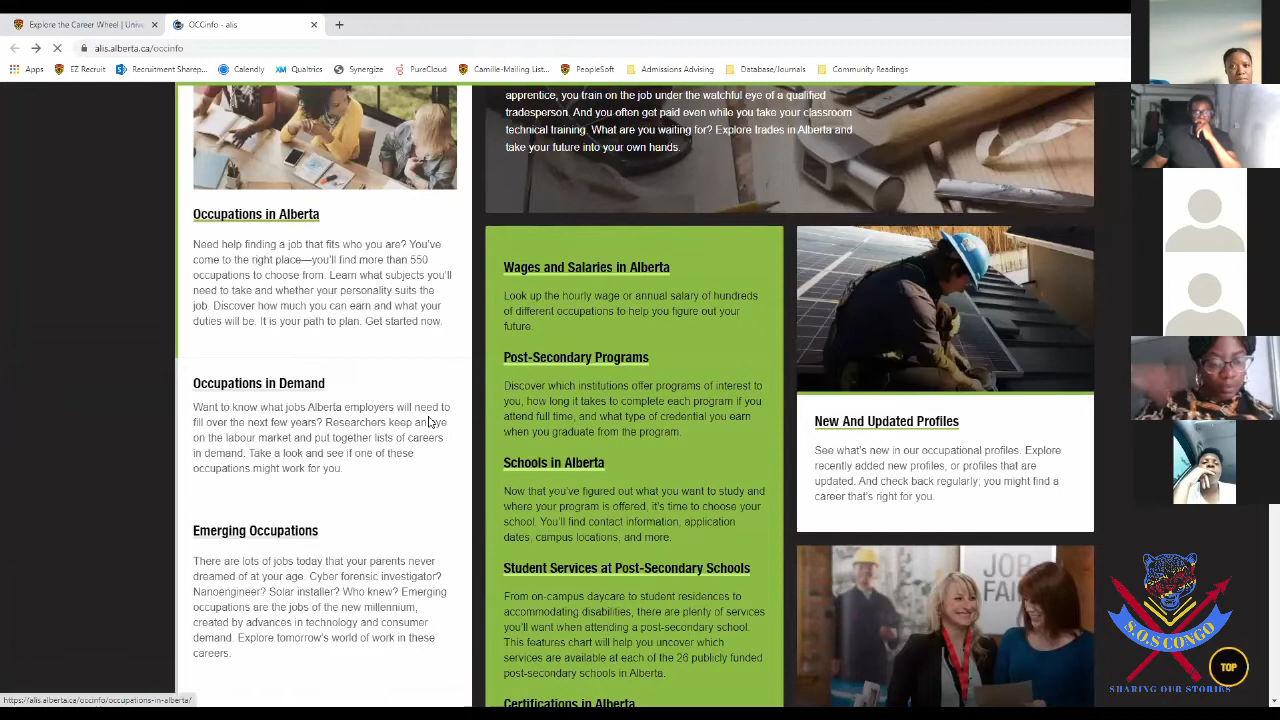 Explore the Career Wheel | Unive
OCCinfo - alis
alis.alberta.ca/occinfo
Apps
EZ Recruit
Recruitment Sharep...
Calendly
Qualtrics
Synergize
PureCloud
Camille-Mailing List...
PeopleSoft
Admissions Advising
Database/Journals
Community Readings
apprentice, you train on the job under the watchful eye of a qualified
tradesperson. And you often get paid even while you take your classroom
technical training. What are you waiting for? Explore trades in Alberta and
take your future into your own hands.
Occupations in Alberta
Need help finding a job that fits who you are? You've
come to the right place—you'll find more than 550
occupations to choose from. Learn what subjects you'll
need to take and whether your personality suits the
job. Discover how much you can earn and what your
duties will be. It is your path to plan. Get started now.
Occupations in Demand
Want to know what jobs Alberta employers will need to
fill over the next few years? Researchers keep an eye
on the labour market and put together lists of careers
in demand. Take a look and see if one of these
occupations might work for you.
Emerging Occupations
There are lots of jobs today that your parents never
dreamed of at your age. Cyber forensic investigator?
Nanoengineer? Solar installer? Who knew? Emerging
occupations are the jobs of the new millennium,
created by advances in technology and consumer
demand. Explore tomorrow's world of work in these
careers.
Wages and Salaries in Alberta
Look up the hourly wage or annual salary of hundreds
of different occupations to help you figure out your
future.
Post-Secondary Programs
Discover which institutions offer programs of interest to
you, how long it takes to complete each program if you
attend full time, and what type of credential you earn
when you graduate from the program.
Schools in Alberta
Now that you've figured out what you want to study and
where your program is offered, it's time to choose your
school. You'll find contact information, application
dates, campus locations, and more.
Student Services at Post-Secondary Schools
From on-campus daycare to student residences to
accommodating disabilities, there are plenty of services
you'll want when attending a post-secondary school.
This features chart will help you uncover which
services are available at each of the 26 publicly funded
post-secondary schools in Alberta.
Certifications in Alberta
New And Updated Profiles
See what's new in our occupational profiles. Explore
recently added new profiles, or profiles that are
updated. And check back regularly; you might find a
career that's right for you.
JOB
FAI
S.O.S CONGO
SHARING OUR STORIES
TOP
https://alis.alberta.ca/occinfo/occupations-in-alberta/